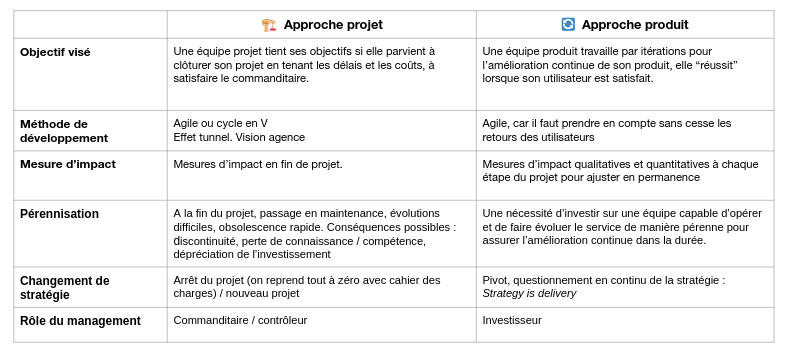 Approche projet
Approche produit
Objectif visé
Une équipe projet tient ses objectifs si elle parvient à
clôturer son projet en tenant les délais et les coûts, à
satisfaire le commanditaire.
Une équipe produit travaille par itérations pour
l’amélioration continue de son produit, elle “réussit”
lorsque son utilisateur est satisfait.
Méthode de
développement
Agile ou cycle en V
Effet tunnel. Vision agence
Agile, car il faut prendre en compte sans cesse les
retours des utilisateurs
Mesure d’impact
Mesures d’impact en fin de projet.
Mesures d’impact qualitatives et quantitatives à chaque
étape du projet pour ajuster en permanence
Pérennisation
A la fin du projet, passage en maintenance, évolutions
difficiles, obsolescence rapide. Conséquences possibles :
discontinuité, perte de connaissance / compétence,
dépréciation de l’investissement
Une nécessité d’investir sur une équipe capable d’opérer
et de faire évoluer le service de manière pérenne pour
assurer l’amélioration continue dans la durée.
Changement de
stratégie
Arrêt du projet (on reprend tout à zéro avec cahier des
charges) / nouveau projet
Pivot, questionnement en continu de la stratégie :
Strategy is delivery
Rôle du management
Commanditaire / contrôleur
Investisseur